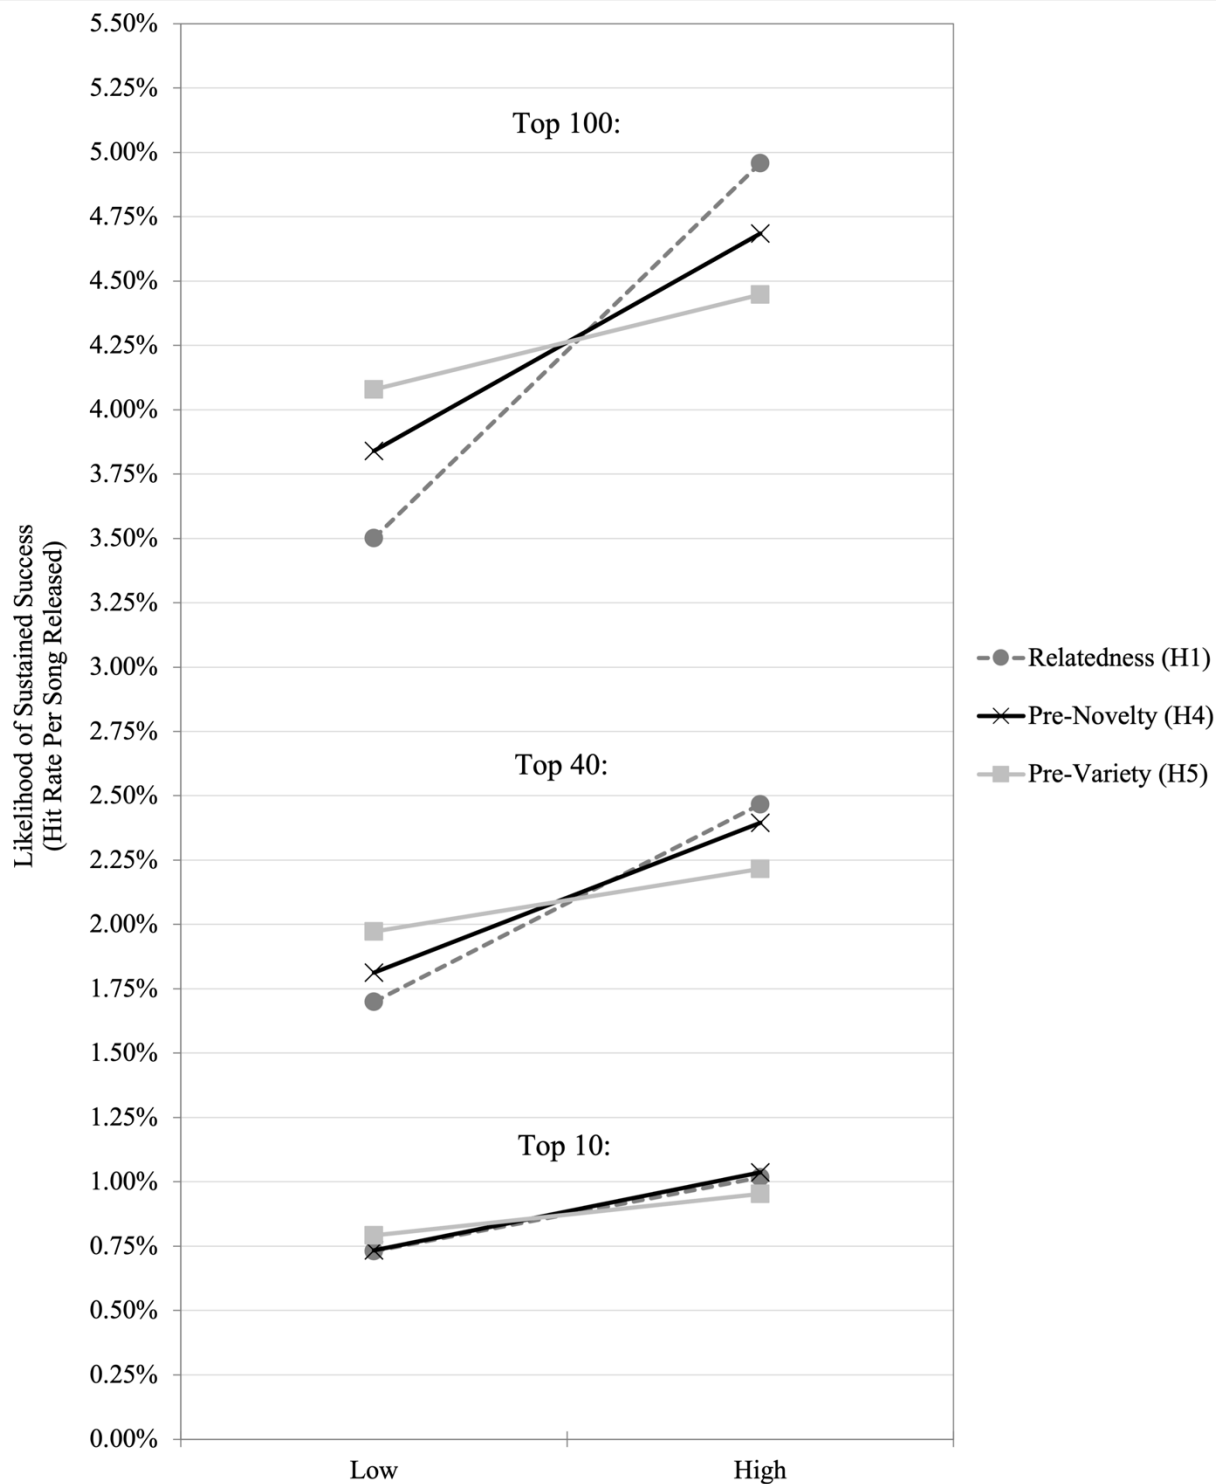 5.50%
5.25%
5.00%
4.75%
4.50%
4.25%
4.00%
3.75%
3.50%
3.25%
3.00%
2.75%
2.50%
2.25%
2.00%
1.75%
1.50%
1.25%
1.00%
0.75%
0.50%
0.25%
0.00%
Likelihood of Sustained Success
(Hit Rate Per Song Released)
Top 100:
Top 40:
Top 10:
Low
High
Relatedness (H1)
Pre-Novelty (H4)
Pre-Variety (H5)